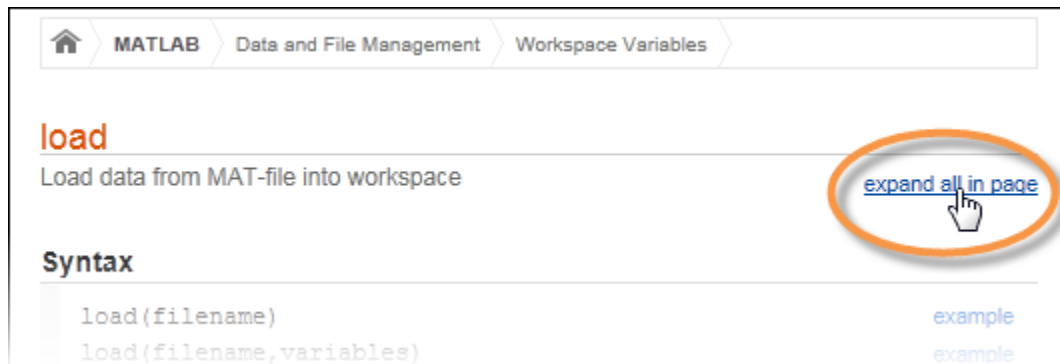 MATLAB Data and File Management Workspace Variables
load
Load data from MAT-file into workspace
expand all in page
Syntax
load(filename) example
load(filename,variables) example